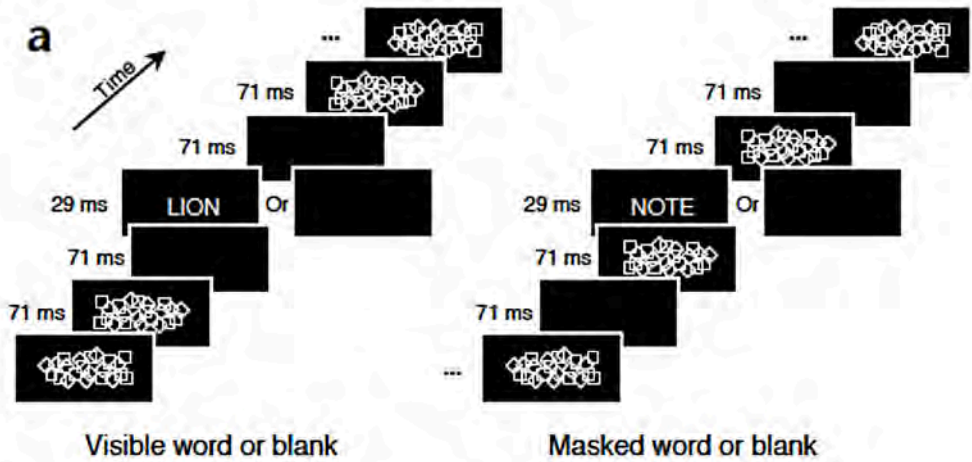 a
Time
... ...
71 ms 71 ms
71 ms 71 ms
29 ms LION Or 29 ms NOTE Or
71 ms 71 ms
71 ms 71 ms
...
Visible word or blank Masked word or blank